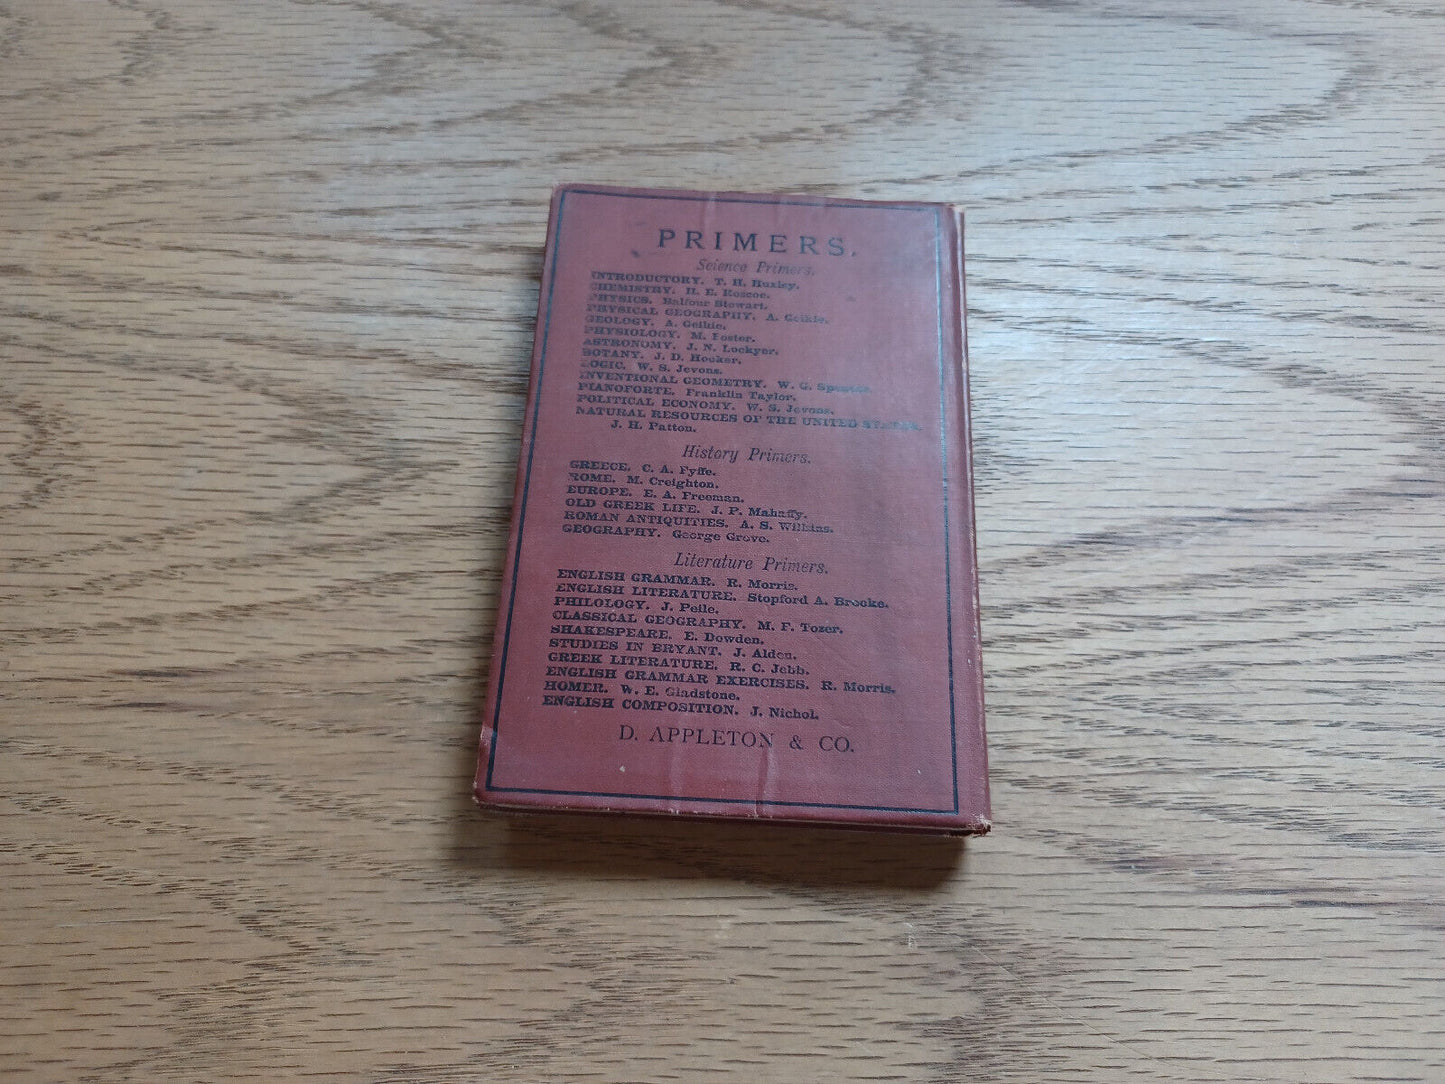 PRIMERS.
Science Primers.
INTRODUCTORY. T. H. Huxley.
CHEMISTRY. H. E. Roscoe.
PHYSICS. Balfour Stewart.
PHYSICAL GEOGRAPHY. A. Geikie.
GEOLOGY. A. Geikie.
PHYSIOLOGY. M. Foster.
ASTRONOMY. J. N. Lockyer.
BOTANY. J. D. Hooker.
LOGIC. W. S. Jevons.
INVENTIONAL GEOMETRY. W. G. Spencer.
PIANOFORTE. Franklin Taylor.
POLITICAL ECONOMY. W. S. Jevons.
NATURAL RESOURCES OF THE UNITED STATES.
J. H. Patton.
History Primers.
GREECE. C. A. Fyffe.
ROME. M. Creighton.
EUROPE. E. A. Freeman.
OLD GREEK LIFE. J. P. Mahaffy.
ROMAN ANTIQUITIES. A. S. Wilkins.
GEOGRAPHY. George Grove.
Literature Primers.
ENGLISH GRAMMAR. R. Morris.
ENGLISH LITERATURE. Stopford A. Brooke.
PHILOLOGY. J. Peile.
CLASSICAL GEOGRAPHY. M. F. Tozer.
SHAKESPEARE. E. Dowden.
STUDIES IN BRYANT. J. Alden.
GREEK LITERATURE. R. C. Jebb.
ENGLISH GRAMMAR EXERCISES. R. Morris.
HOMER. W. E. Gladstone.
ENGLISH COMPOSITION. J. Nichol.
D. APPLETON & CO.